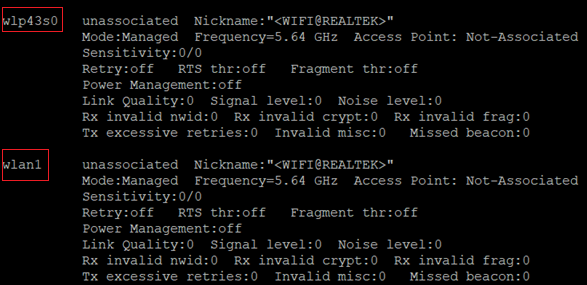 wlp43s0 unassociated Nickname:"<WIFI@REALTEK>"
Mode:Managed Frequency=5.64 GHz Access Point: Not-Associated
Sensitivity:0/0
Retry:off RTS thr:off Fragment thr:off
Power Management:off
Link Quality:0 Signal level:0 Noise level:0
Rx invalid nwid:0 Rx invalid crypt:0 Rx invalid frag:0
Tx excessive retries:0 Invalid misc:0 Missed beacon:0
wlan1 unassociated Nickname:"<WIFI@REALTEK>"
Mode:Managed Frequency=5.64 GHz Access Point: Not-Associated
Sensitivity:0/0
Retry:off RTS thr:off Fragment thr:off
Power Management:off
Link Quality:0 Signal level:0 Noise level:0
Rx invalid nwid:0 Rx invalid crypt:0 Rx invalid frag:0
Tx excessive retries:0 Invalid misc:0 Missed beacon:0